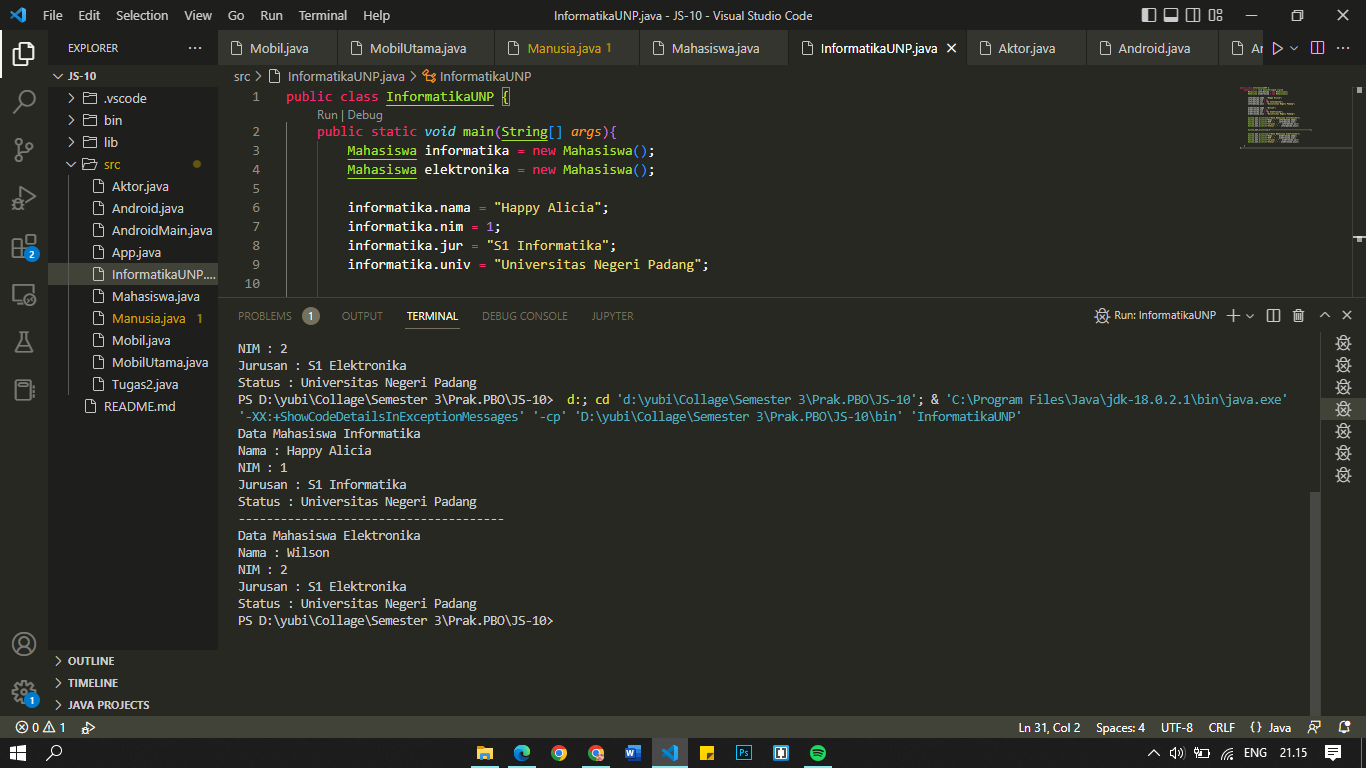 File Edit Selection View Go Run Terminal Help InformatikaUNP.java - JS-10 - Visual Studio Code
EXPLORER
Mobil.java MobilUtama.java Manusia.java 1 Mahasiswa.java InformatikaUNP.java Aktor.java Android.java
JS-10
.vscode
bin
lib
src
Aktor.java
Android.java
AndroidMain.java
App.java
InformatikaUNP....
Mahasiswa.java
Manusia.java 1
Mobil.java
MobilUtama.java
Tugas2.java
README.md
OUTLINE
TIMELINE
JAVA PROJECTS
2
1
src > InformatikaUNP.java > InformatikaUNP
1 public class InformatikaUNP {
Run | Debug
2 public static void main(String[] args){
3 Mahasiswa informatika = new Mahasiswa();
4 Mahasiswa elektronika = new Mahasiswa();
5
6 informatika.nama = "Happy Alicia";
7 informatika.nim = 1;
8 informatika.jur = "S1 Informatika";
9 informatika.univ = "Universitas Negeri Padang";
10
PROBLEMS 1 OUTPUT TERMINAL DEBUG CONSOLE JUPYTER Run: InformatikaUNP
NIM : 2
Jurusan : S1 Elektronika
Status : Universitas Negeri Padang
PS D:\yubi\Collage\Semester 3\Prak.PBO\JS-10> d:; cd 'd:\yubi\Collage\Semester 3\Prak.PBO\JS-10'; & 'C:\Program Files\Java\jdk-18.0.2.1\bin\java.exe'
'-XX:+ShowCodeDetailsInExceptionMessages' '-cp' 'D:\yubi\Collage\Semester 3\Prak.PBO\JS-10\bin' 'InformatikaUNP'
Data Mahasiswa Informatika
Nama : Happy Alicia
NIM : 1
Jurusan : S1 Informatika
Status : Universitas Negeri Padang
--------------------------------------
Data Mahasiswa Elektronika
Nama : Wilson
NIM : 2
Jurusan : S1 Elektronika
Status : Universitas Negeri Padang
PS D:\yubi\Collage\Semester 3\Prak.PBO\JS-10>
0 1 Ln 31, Col 2 Spaces: 4 UTF-8 CRLF { } Java
ENG 21.15